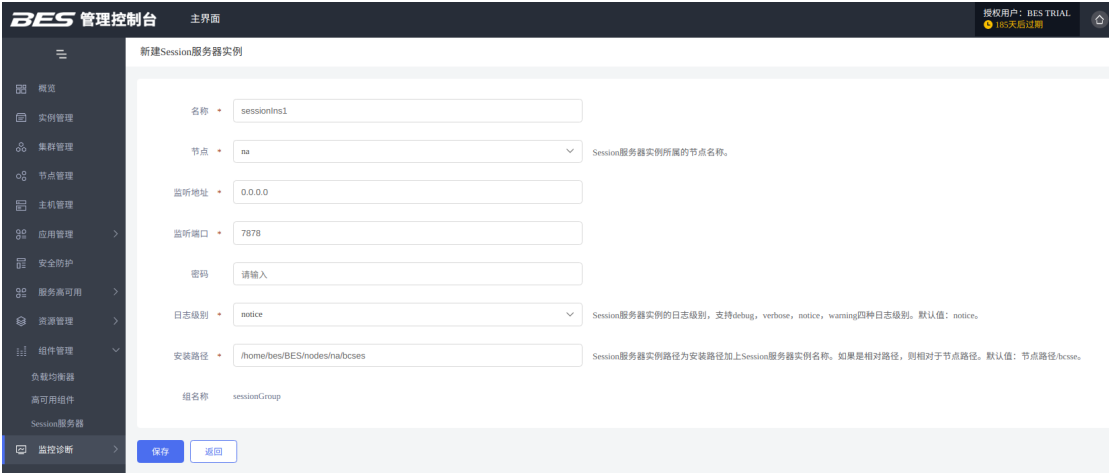 BES 管理控制台 主界面 授权用户：BES TRIAL
185天后过期
新建Session服务器实例
概览
实例管理
集群管理
节点管理
主机管理
应用管理
安全防护
服务高可用
资源管理
组件管理
负载均衡器
高可用组件
Session服务器
监控诊断
名称 * sessionIns1
节点 * na Session服务器实例所属的节点名称。
监听地址 * 0.0.0.0
监听端口 * 7878
密码 请输入
日志级别 * notice Session服务器实例的日志级别，支持debug，verbose，notice，warning四种日志级别。默认值：notice。
安装路径 * /home/bes/BES/nodes/na/bcses Session服务器实例路径为安装路径加上Session服务器实例名称。如果是相对路径，则相对于节点路径。默认值：节点路径/bcsse。
组名称 sessionGroup
保存 返回